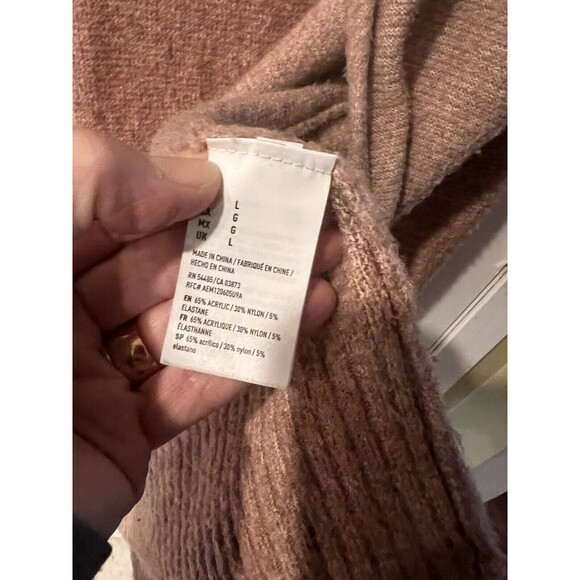 L
G
MX G
UK L
MADE IN CHINA / FABRIQUÉ EN CHINE /
HECHO EN CHINA
RN 54485/CA 03873
RFC# AEM120605U9A
EN 65% ACRYLIC / 30% NYLON / 5%
ELASTANE
FR 65% ACRYLIQUE / 30% NYLON / 5%
ÉLASTHANNE
SP 65% acrílico / 30% nylon / 5%
elastano